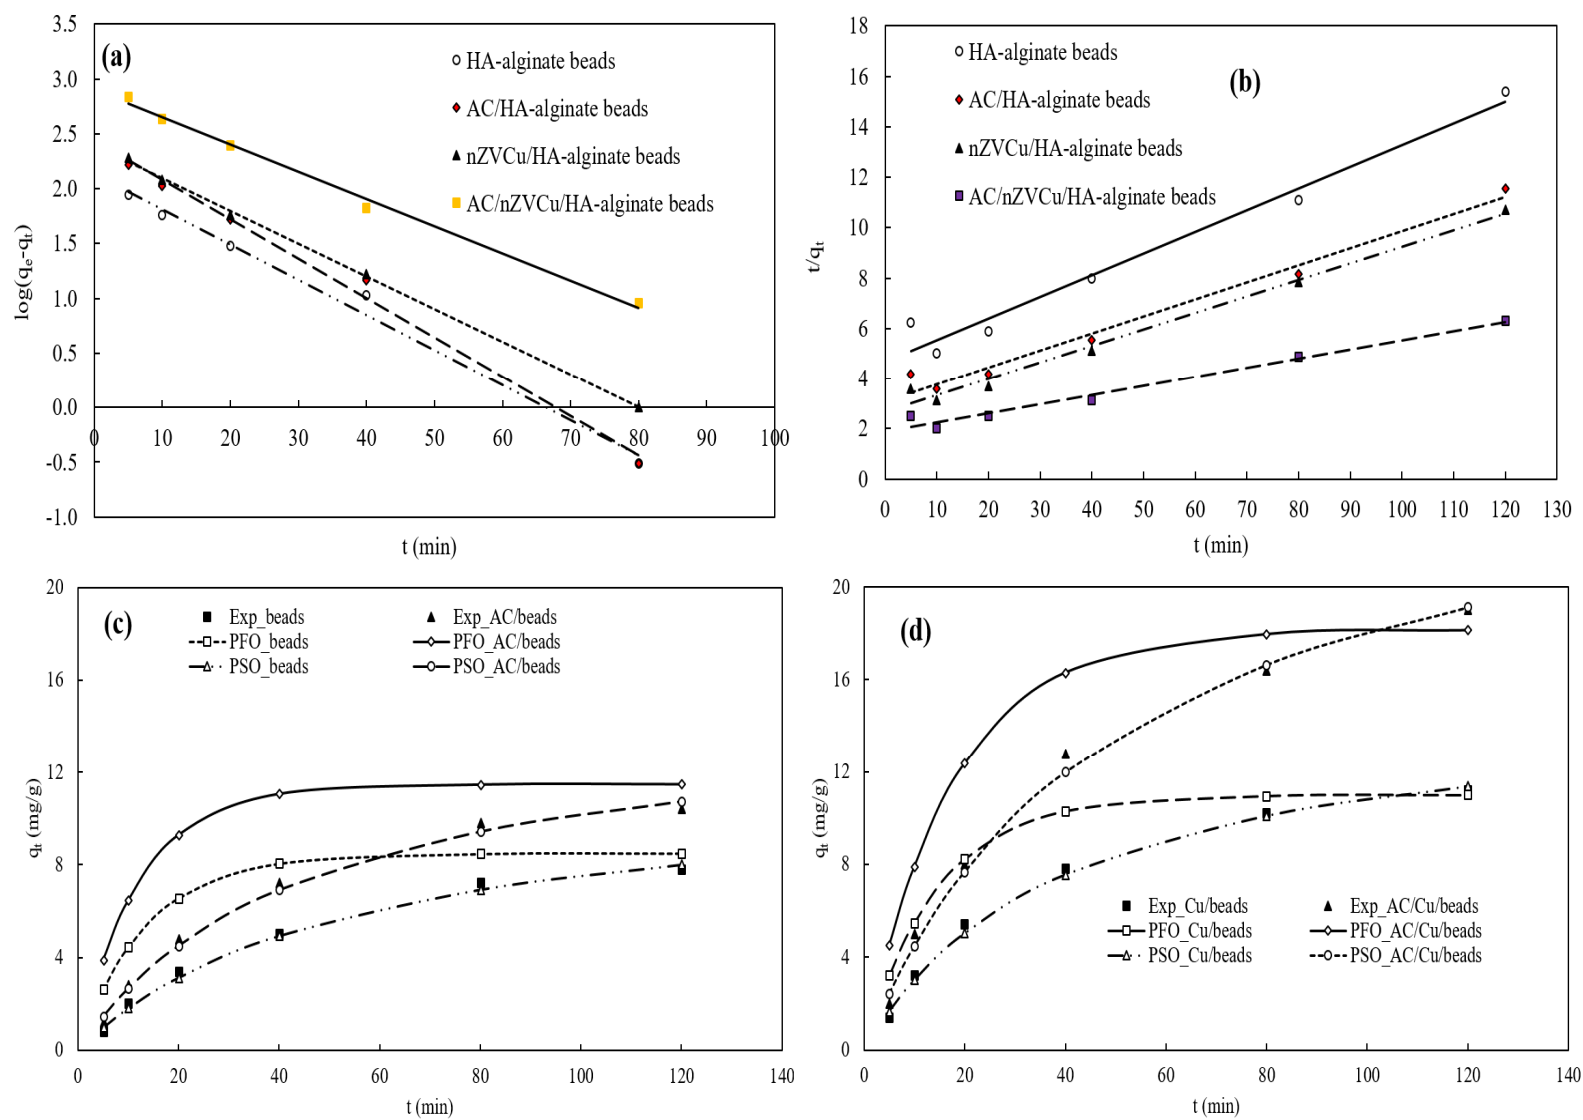 (a)
HA-alginate beads
AC/HA-alginate beads
nZVCu/HA-alginate beads
AC/nZVCu/HA-alginate beads
log(qₑ-qₜ)
3.5
3.0
2.5
2.0
1.5
1.0
0.5
0.0
-0.5
-1.0
0 10 20 30 40 50 60 70 80 90 100
t (min)
(b)
HA-alginate beads
AC/HA-alginate beads
nZVCu/HA-alginate beads
AC/nZVCu/HA-alginate beads
t/qₜ
18
16
14
12
10
8
6
4
2
0
0 10 20 30 40 50 60 70 80 90 100 110 120 130
t (min)
(c)
Exp_beads Exp_AC/beads
PFO_beads PFO_AC/beads
PSO_beads PSO_AC/beads
qₜ (mg/g)
20
16
12
8
4
0
0 20 40 60 80 100 120 140
t (min)
(d)
Exp_Cu/beads Exp_AC/Cu/beads
PFO_Cu/beads PFO_AC/Cu/beads
PSO_Cu/beads PSO_AC/Cu/beads
qₜ (mg/g)
20
16
12
8
4
0
0 20 40 60 80 100 120 140
t (min)